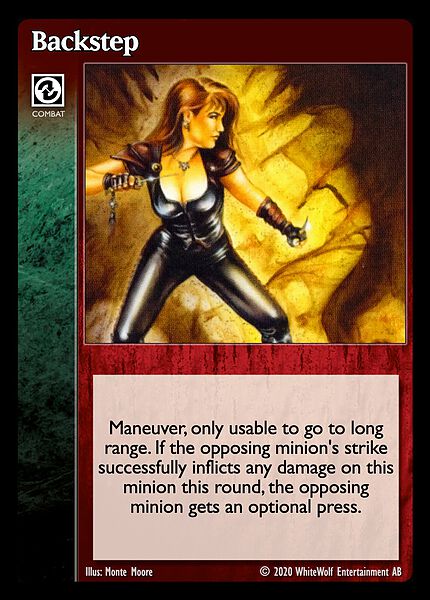 Backstep
COMBAT
Maneuver, only usable to go to long
range. If the opposing minion's strike
successfully inflicts any damage on this
minion this round, the opposing
minion gets an optional press.
Illus: Monte Moore
© 2020 WhiteWolf Entertainment AB